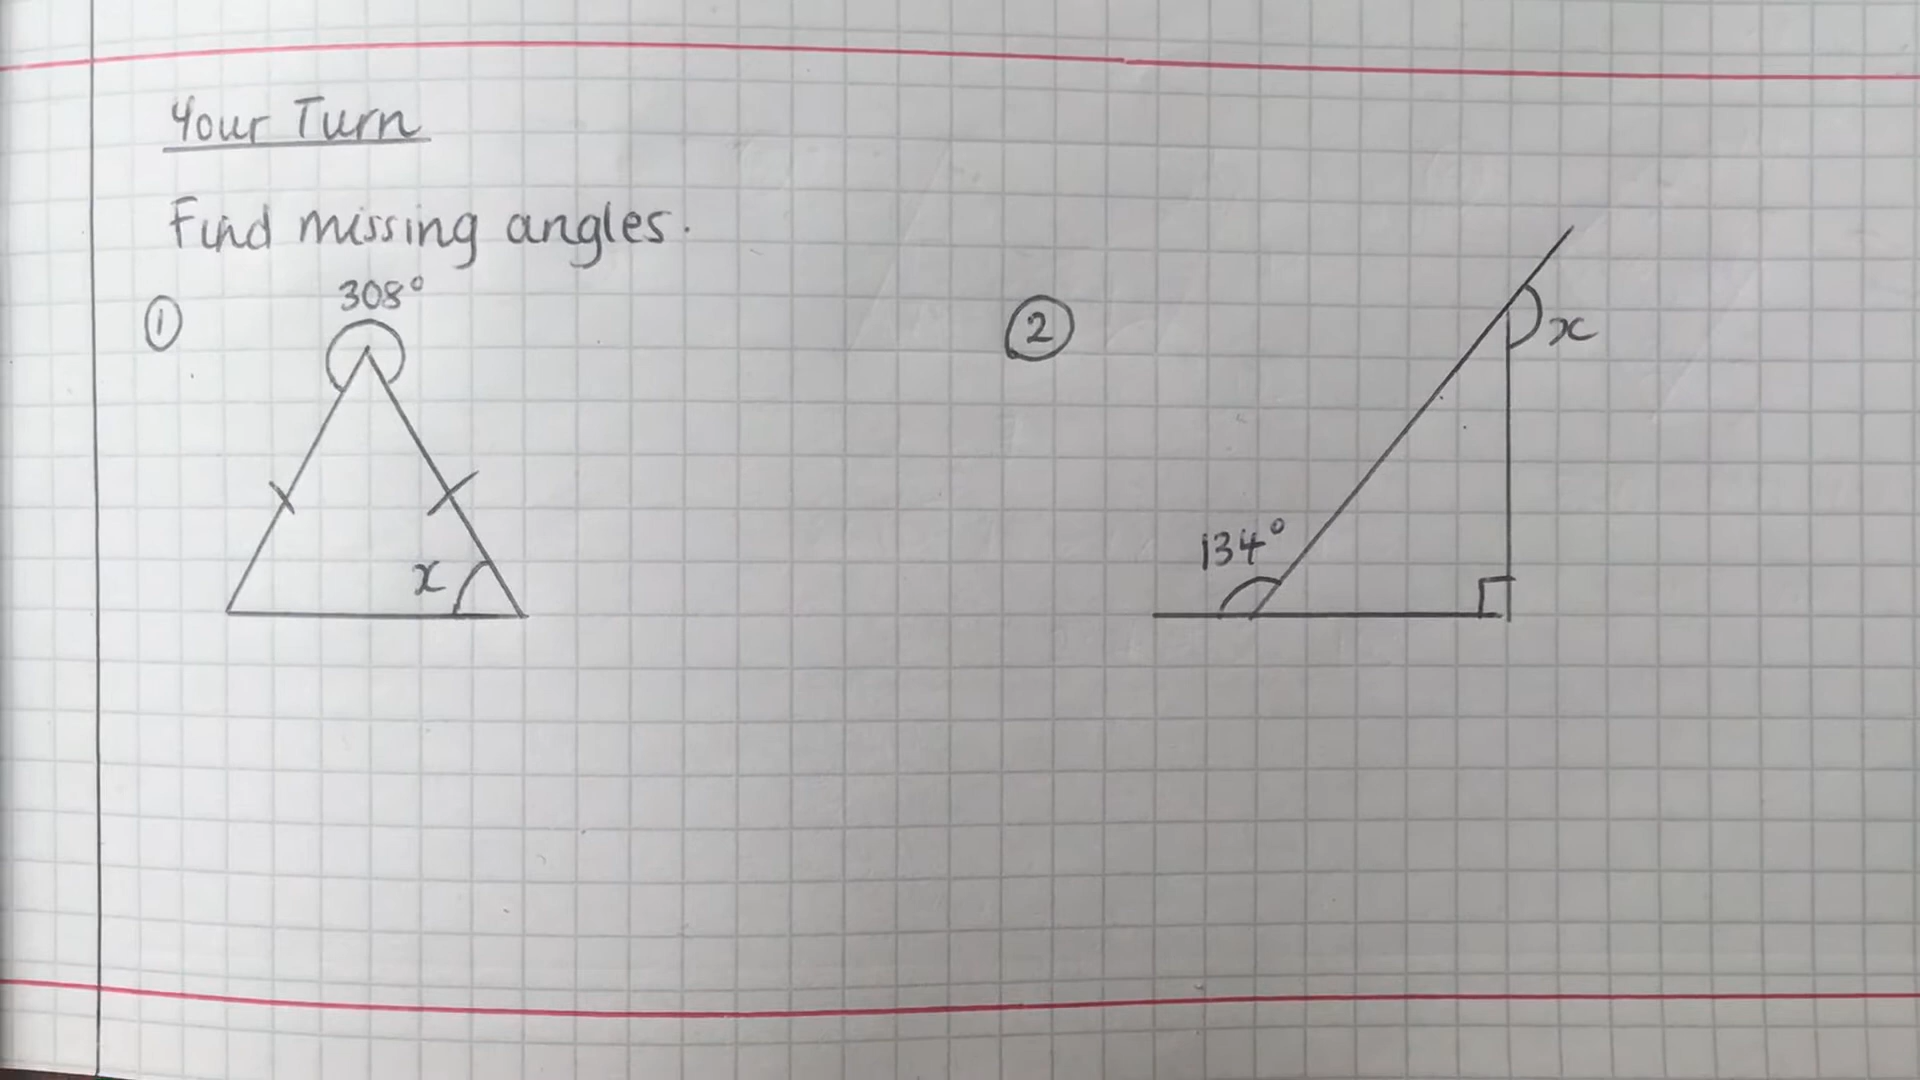 Your Turn
Find missing angles.
① 308°
x
②
x
134°